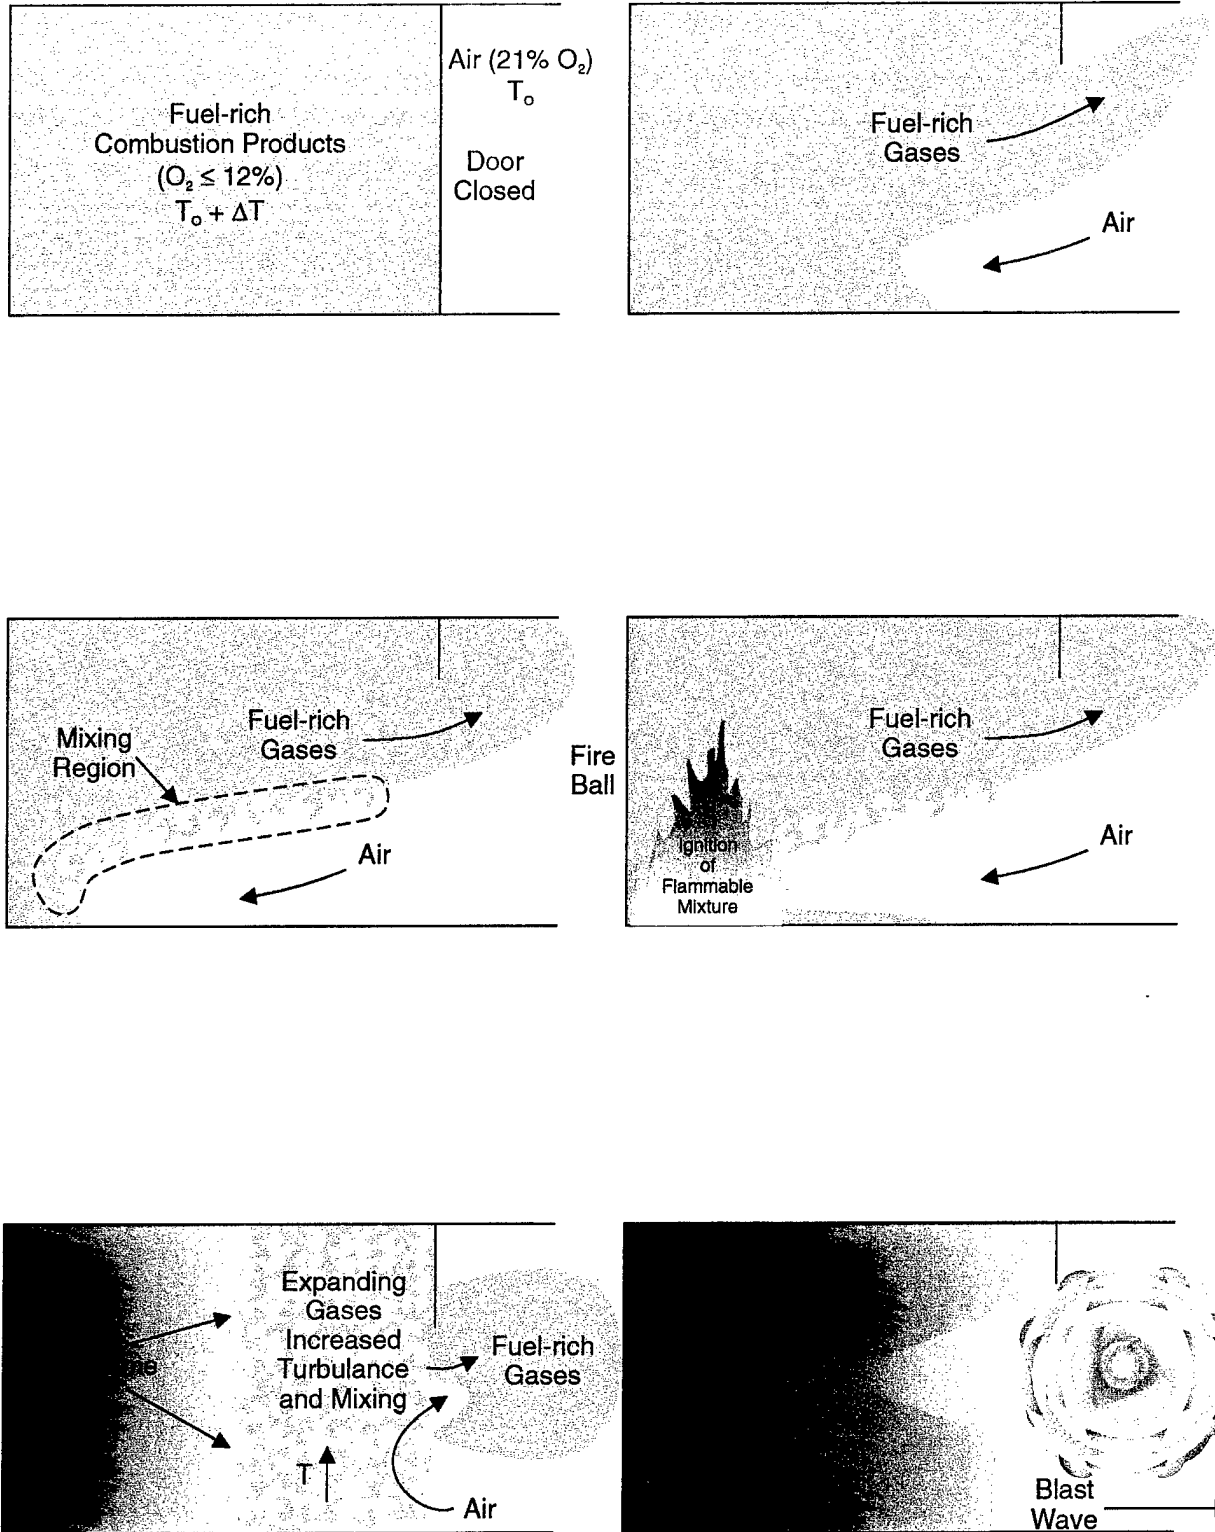 Fuel-rich
Combustion Products
(O₂ ≤ 12%)
T₀ + ΔT
Air (21% O₂)
T₀
Door
Closed
Fuel-rich
Gases
Air
Mixing
Region
Fuel-rich
Gases
Air
Fire
Ball
Fuel-rich
Gases
Ignition
of
Flammable
Mixture
Air
Expanding
Gases
Increased
Turbulance
and Mixing
T
Fuel-rich
Gases
Air
Blast
Wave